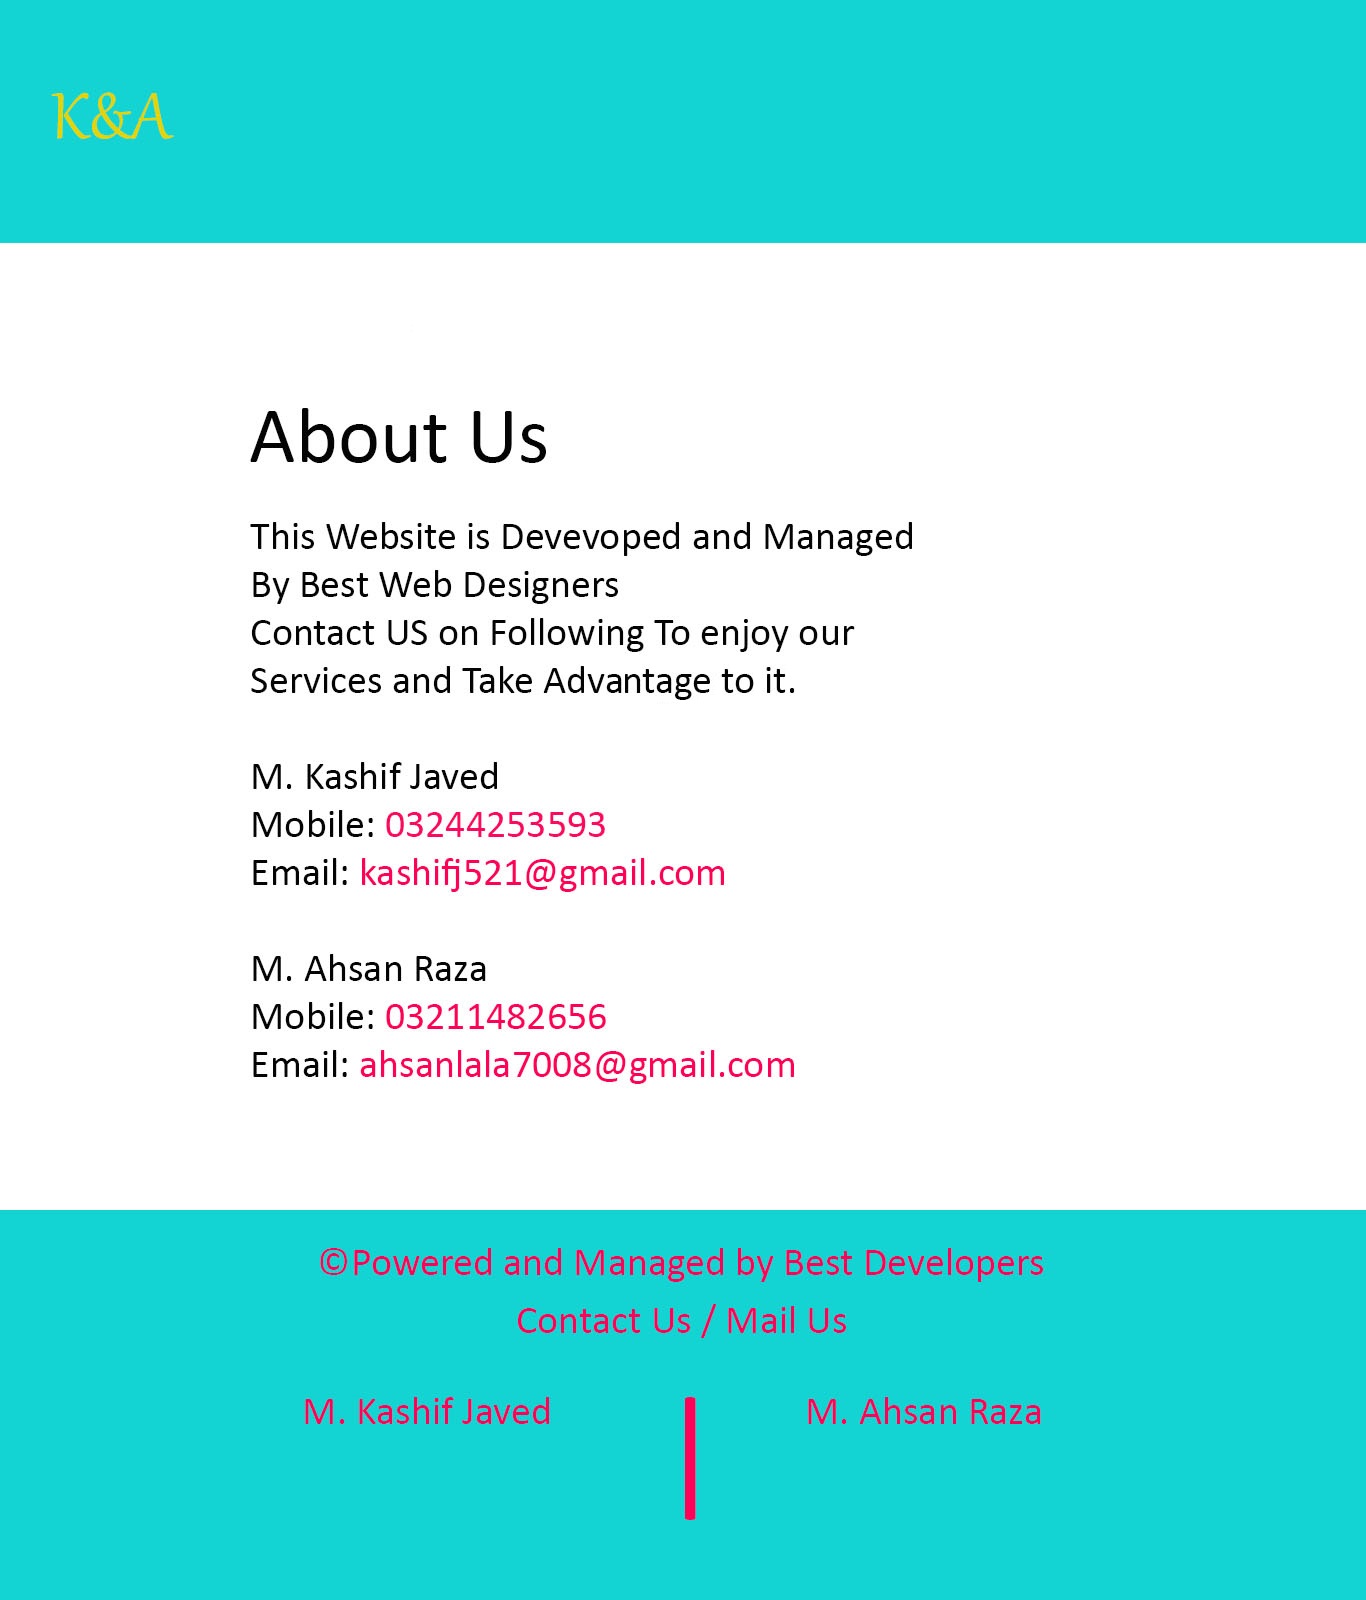 K&A
About Us
This Website is Devevoped and Managed
By Best Web Designers
Contact US on Following To enjoy our
Services and Take Advantage to it.
M. Kashif Javed
Mobile: 03244253593
Email: kashifj521@gmail.com
M. Ahsan Raza
Mobile: 03211482656
Email: ahsanlala7008@gmail.com
©Powered and Managed by Best Developers
Contact Us / Mail Us
M. Kashif Javed
M. Ahsan Raza